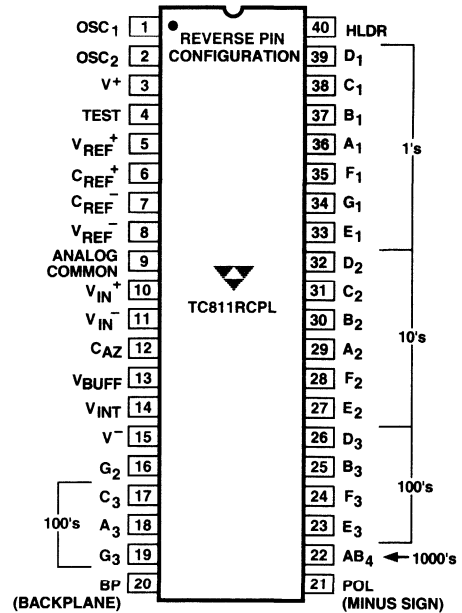 REVERSE PIN
CONFIGURATION
OSC1 1
OSC2 2
V+ 3
TEST 4
VREF+ 5
CREF+ 6
CREF− 7
VREF− 8
ANALOG
COMMON 9
VIN+ 10
VIN− 11
CAZ 12
VBUFF 13
VINT 14
V− 15
G2 16
C3 17
A3 18
G3 19
100's
BP 20
(BACKPLANE)
TC811RCPL
40 HLDR
39 D1
38 C1
37 B1
36 A1
35 F1
34 G1
33 E1
1's
32 D2
31 C2
30 B2
29 A2
28 F2
27 E2
10's
26 D3
25 B3
24 F3
23 E3
100's
22 AB4 1000's
21 POL
(MINUS SIGN)